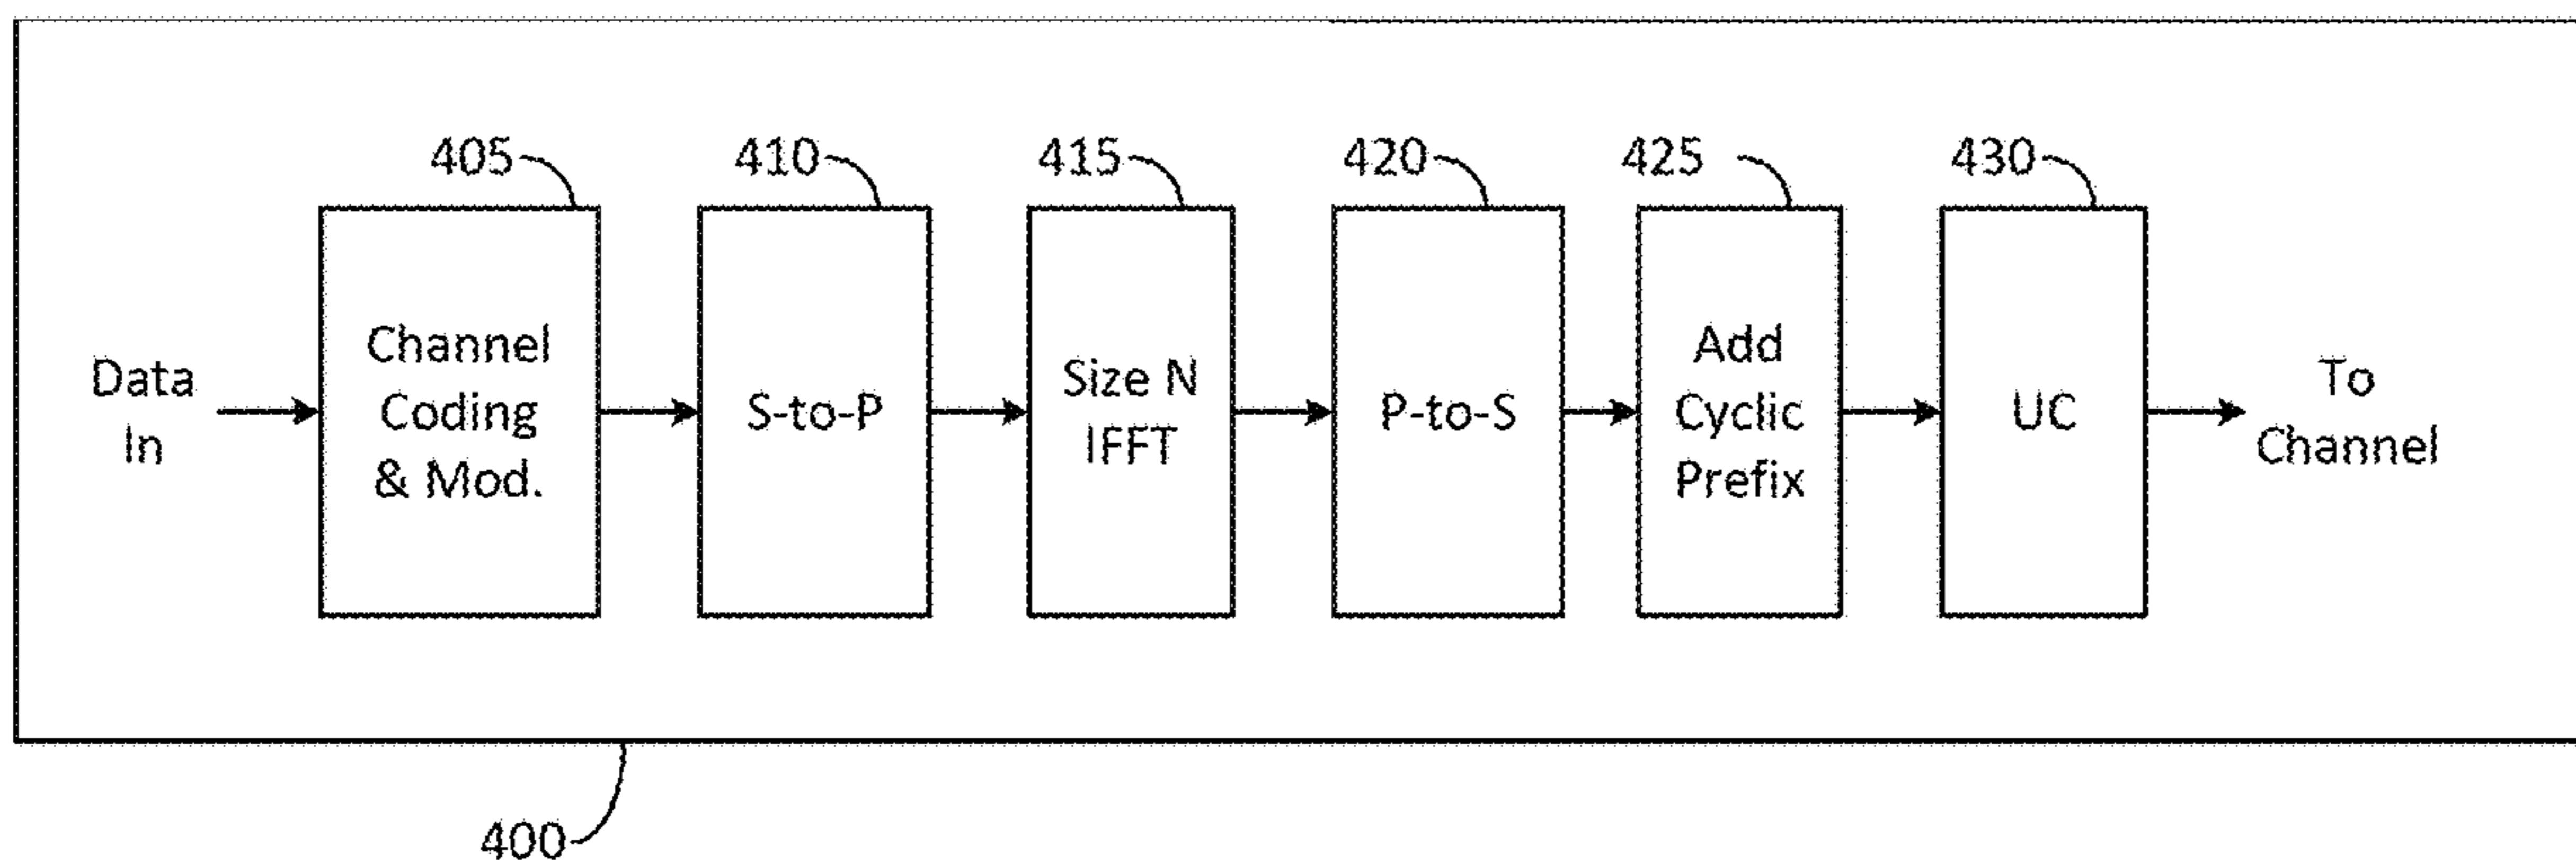 405
410
415
420
425
430
Data
In
Channel
Coding
& Mod.
S-to-P
Size N
IFFT
P-to-S
Add
Cyclic
Prefix
UC
To
Channel
400